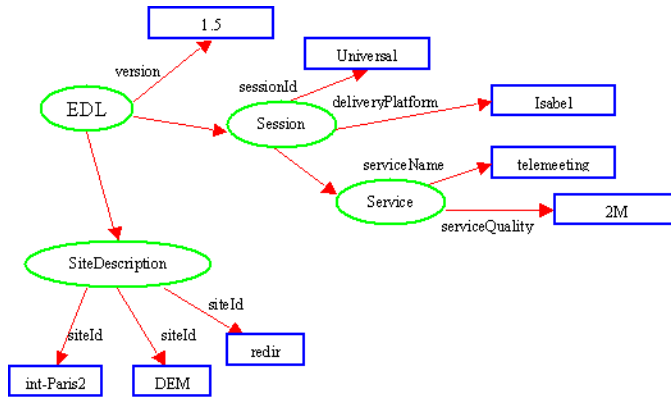 1.5
Universal
version
sessionId
deliveryPlatform
EDL
Isabel
Session
serviceName
telemeeting
Service
2M
serviceQuality
SiteDescription
siteId
siteId
siteId
redir
int-Paris2
DEM